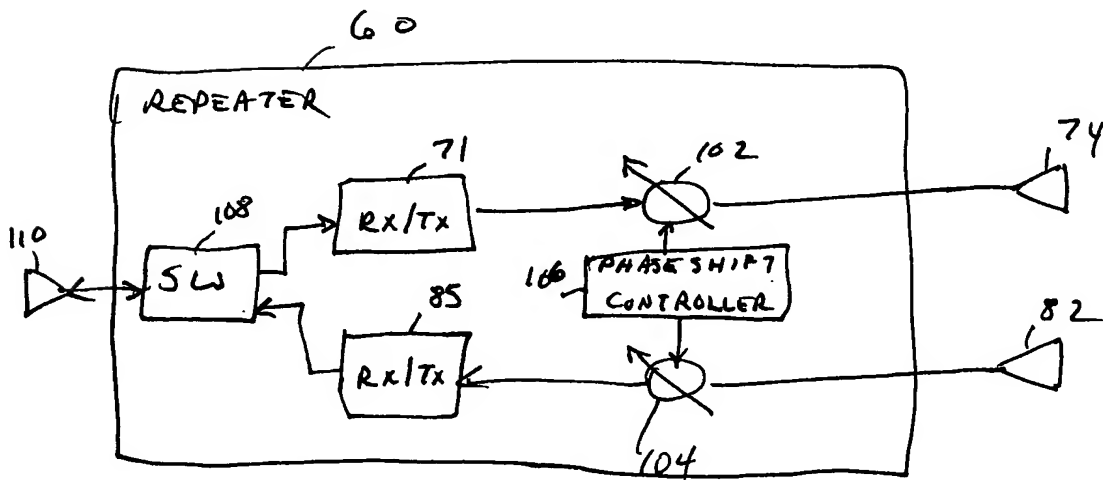 60
REPEATER
71
102
74
108
RX/TX
110
SW
106
PHASE SHIFT
CONTROLLER
85
82
RX/TX
104